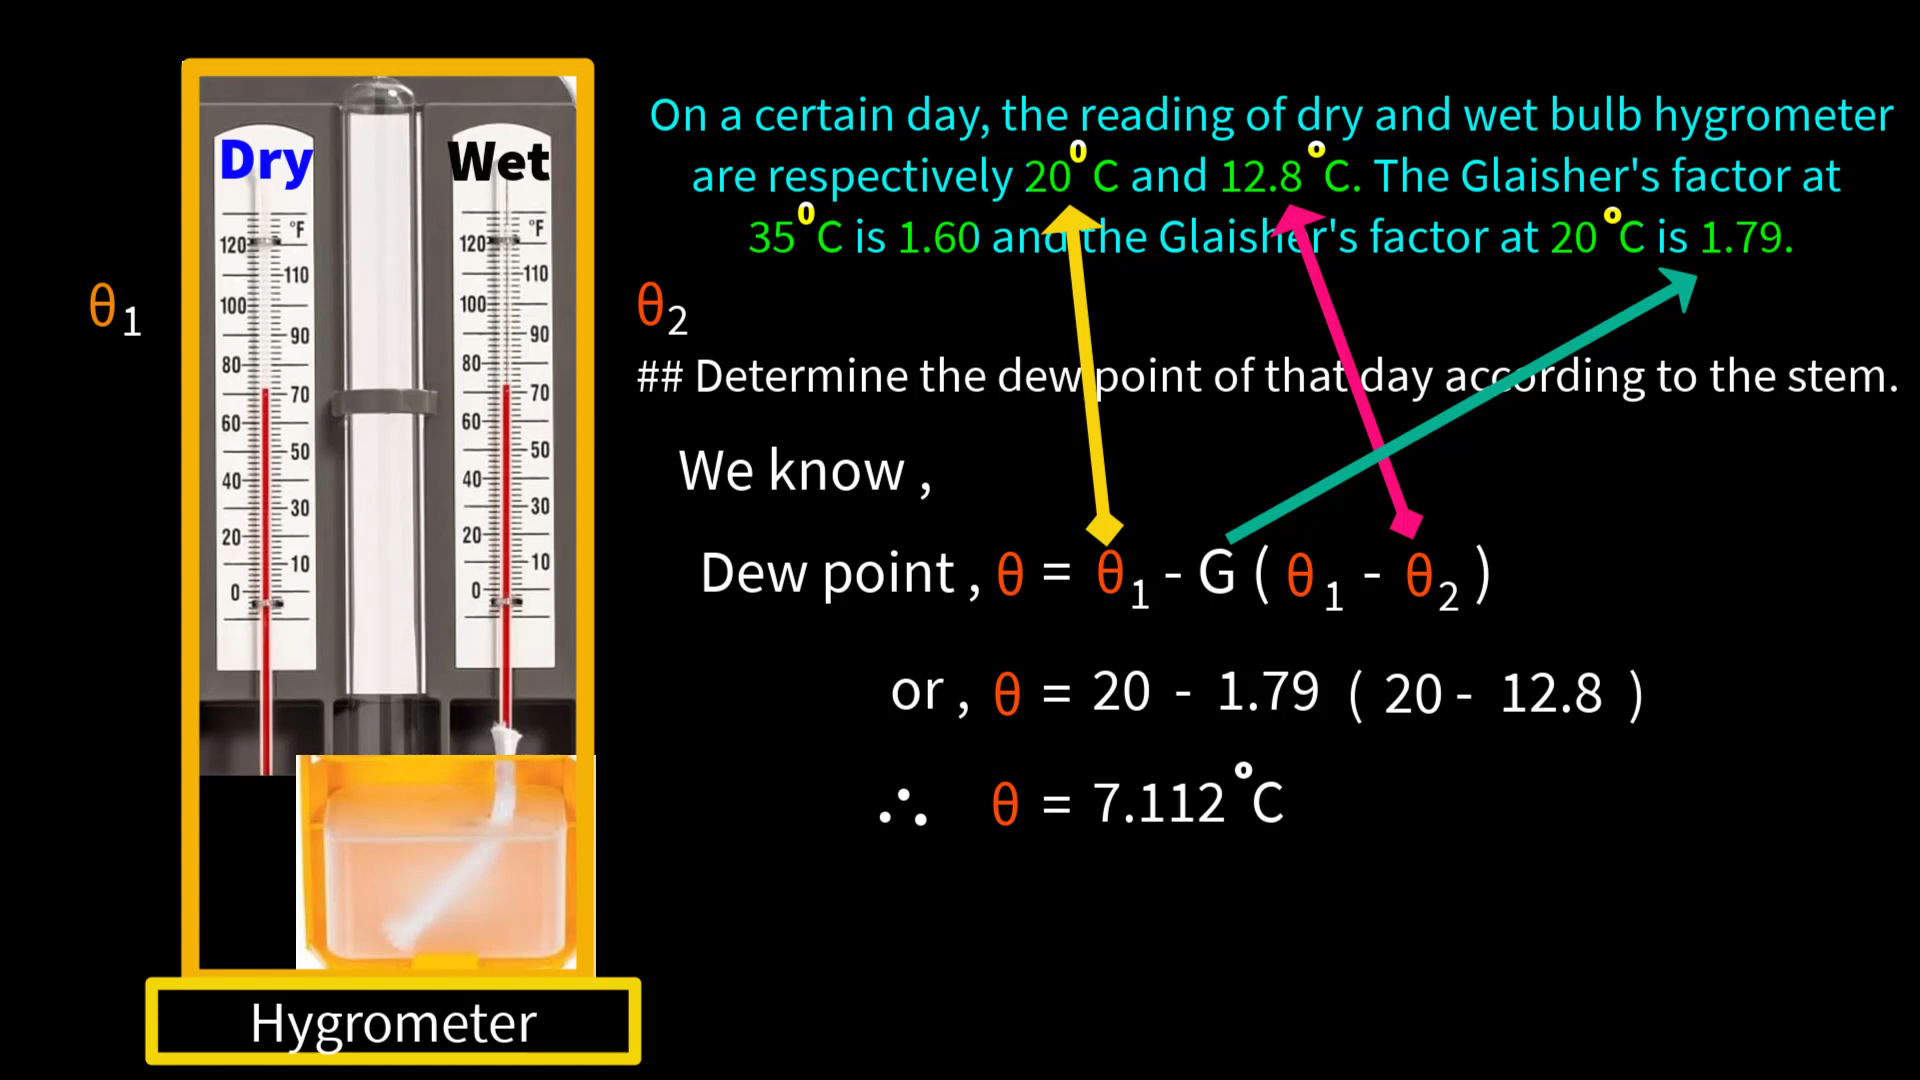 On a certain day, the reading of dry and wet bulb hygrometer
are respectively 20⁰C and 12.8°C. The Glaisher's factor at
35⁰C is 1.60 and the Glaisher's factor at 20°C is 1.79.
θ1
θ2
Dry
Wet
°F
°F
120
110
100
90
80
70
60
50
40
30
20
10
0
120
110
100
90
80
70
60
50
40
30
20
10
0
## Determine the dew point of that day according to the stem.
We know ,
Dew point , θ = θ1 - G ( θ1 - θ2 )
or , θ = 20 - 1.79 ( 20 - 12.8 )
∴ θ = 7.112°C
Hygrometer